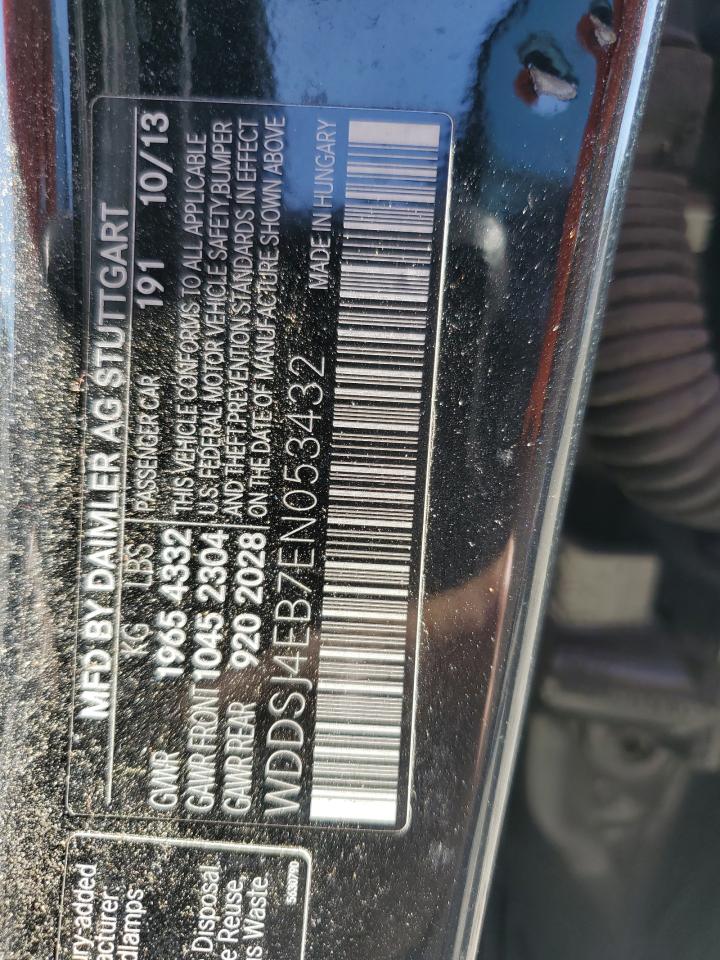 MFD BY DAIMLER AG STUTTGART
KG LBS PASSENGER CAR 191 10/13
GVWR 1965 4332 THIS VEHICLE CONFORMS TO ALL APPLICABLE
GAWR FRONT 1045 2304 U.S. FEDERAL MOTOR VEHICLE SAFETY, BUMPER
GAWR REAR 920 2028 AND THEFT PREVENTION STANDARDS IN EFFECT
ON THE DATE OF MANUFACTURE SHOWN ABOVE
WDDSJ4EB7EN053432 MADE IN HUNGARY
ury-added
acturer
dlamps
Disposal.
e Reuse,
is Waste.